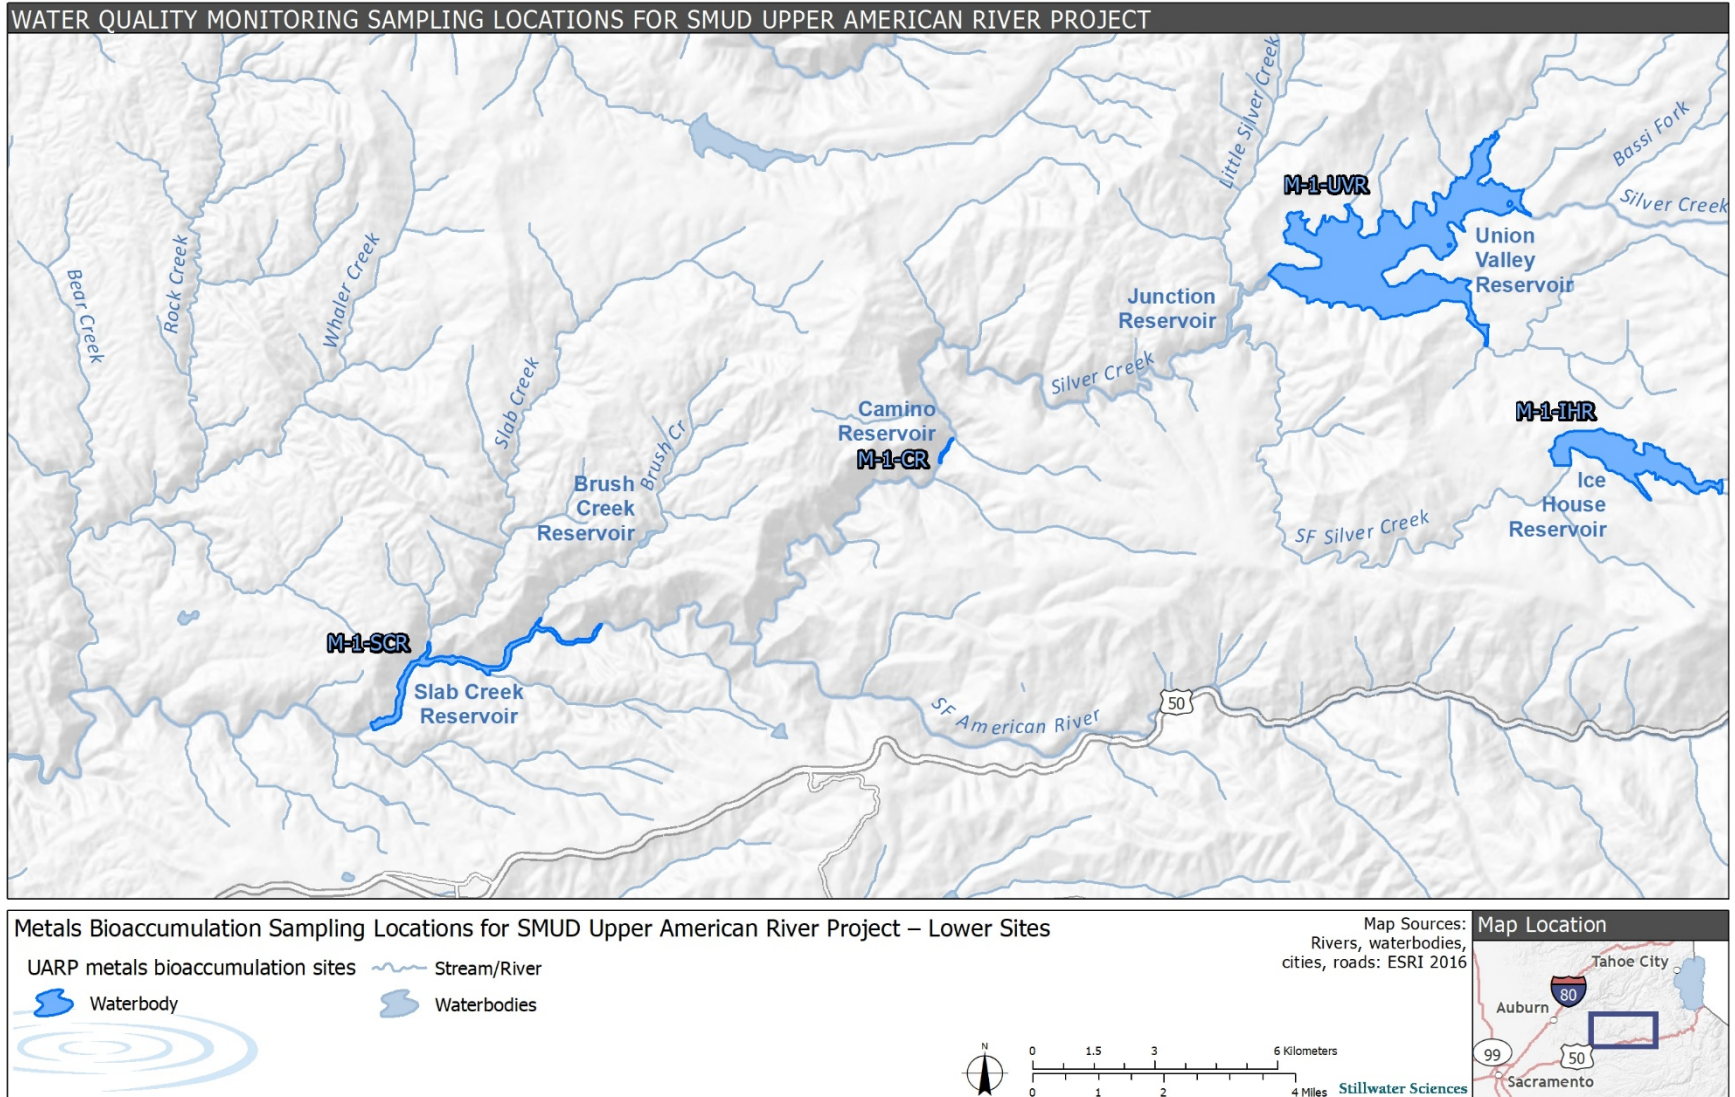 WATER QUALITY MONITORING SAMPLING LOCATIONS FOR SMUD UPPER AMERICAN RIVER PROJECT
Little Silver Creek
Bassi Fork
Silver Creek
M-1-UVR
Union
Valley
Reservoir
Bear Creek
Rock Creek
Whaler Creek
Junction
Reservoir
Silver Creek
Slab Creek
Brush Cr
Camino
Reservoir
M-1-CR
M-1-IHR
Ice
House
Reservoir
Brush
Creek
Reservoir
SF Silver Creek
M-1-SCR
Slab Creek
Reservoir
SF American River
50
Metals Bioaccumulation Sampling Locations for SMUD Upper American River Project – Lower Sites
UARP metals bioaccumulation sites
Stream/River
Waterbody
Waterbodies
Map Sources:
Rivers, waterbodies,
cities, roads: ESRI 2016
N
0 1.5 3 6 Kilometers
0 1 2 4 Miles
Stillwater Sciences
Map Location
Tahoe City
80
Auburn
99
50
Sacramento